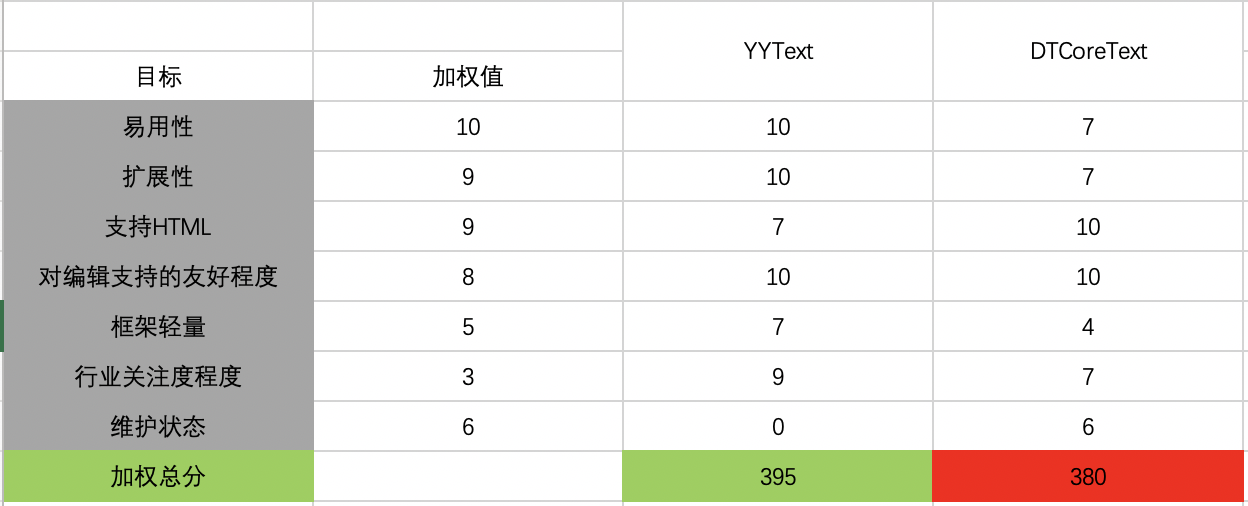 YYText DTCoreText
目标 加权值
易用性 10 10 7
扩展性 9 10 7
支持HTML 9 7 10
对编辑支持的友好程度 8 10 10
框架轻量 5 7 4
行业关注度程度 3 9 7
维护状态 6 0 6
加权总分 395 380